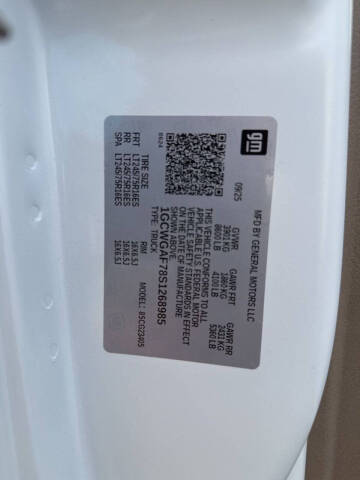 gm
MFD BY GENERAL MOTORS LLC
09/25 GVWR GAWR FRT GAWR RR
3901 KG 1860 KG 2431 KG
8600 LB 4100 LB 5360 LB
THIS VEHICLE CONFORMS TO ALL
APPLICABLE U.S. FEDERAL MOTOR
VEHICLE SAFETY STANDARDS IN EFFECT
ON THE DATE OF MANUFACTURE
SHOWN ABOVE.
1GCWGAF78S1268985
TYPE: TRUCK MODEL: 85CG23405
TIRE SIZE RIM
FRT LT245/75R16ES 16X6.5J
RR LT245/75R16ES 16X6.5J
SPA LT245/75R16ES 16X6.5J